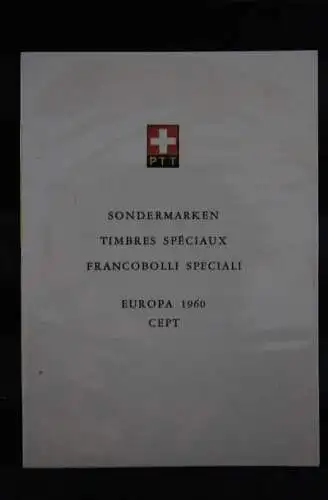 PTT
SONDERMARKEN
TIMBRES SPÉCIAUX
FRANCOBOLLI SPECIALI
EUROPA 1960
CEPT